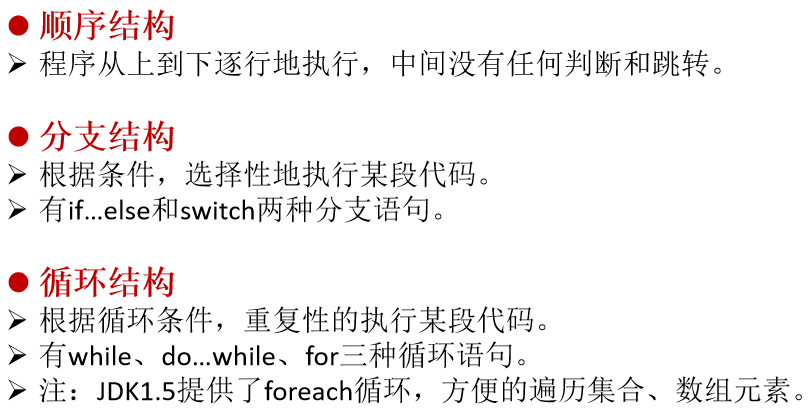 ● 顺序结构
➢ 程序从上到下逐行地执行，中间没有任何判断和跳转。
● 分支结构
➢ 根据条件，选择性地执行某段代码。
➢ 有if…else和switch两种分支语句。
● 循环结构
➢ 根据循环条件，重复性的执行某段代码。
➢ 有while、do…while、for三种循环语句。
➢ 注：JDK1.5提供了foreach循环，方便的遍历集合、数组元素。